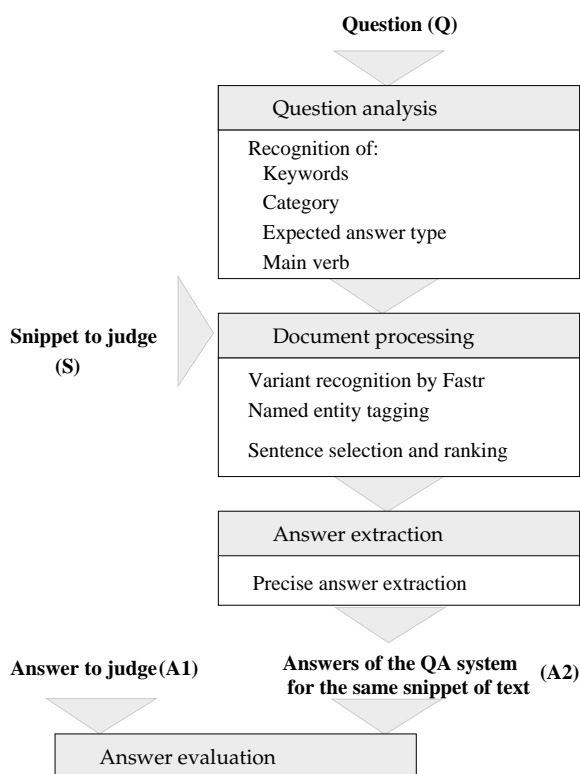 Question (Q)
Question analysis
Recognition of:
Keywords
Category
Expected answer type
Main verb
Snippet to judge
(S)
Document processing
Variant recognition by Fastr
Named entity tagging
Sentence selection and ranking
Answer extraction
Precise answer extraction
Answer to judge (A1)
Answers of the QA system
for the same snippet of text (A2)
Answer evaluation